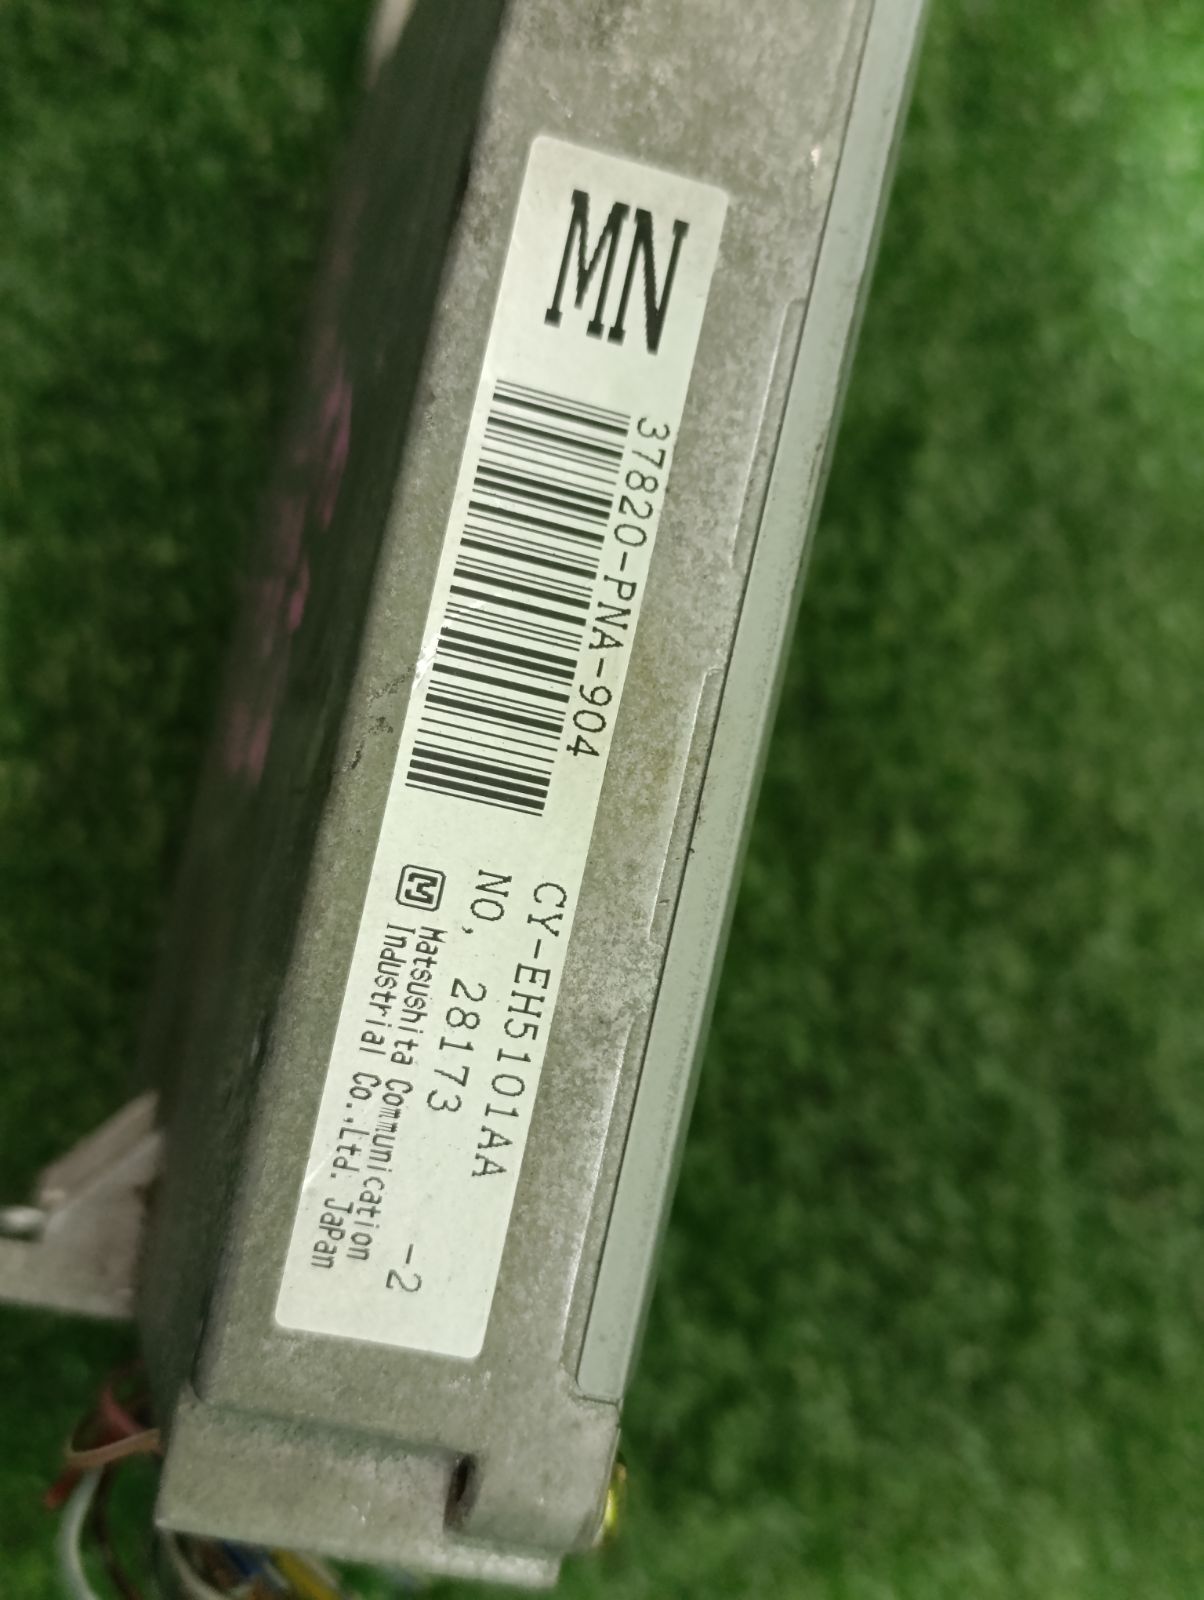 MN
37820-PNA-904
CY-EH5101AA
NO, 28173 -2
M Matsushita Communication
Industrial Co.,Ltd. JaPan